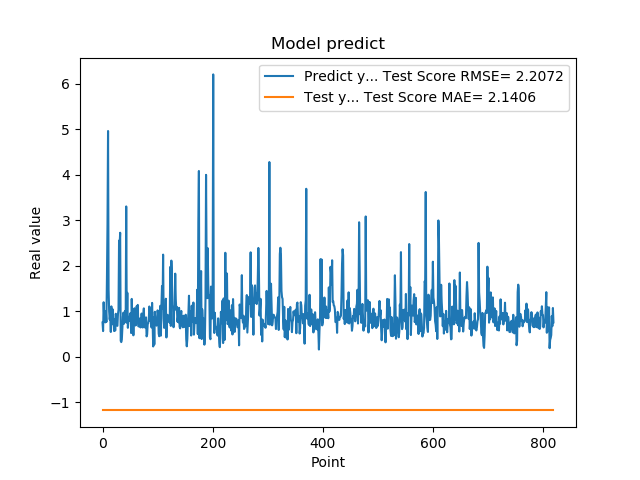 Model predict
Predict y... Test Score RMSE= 2.2072
Test y... Test Score MAE= 2.1406
Real value
6
5
4
3
2
1
0
−1
0 200 400 600 800
Point